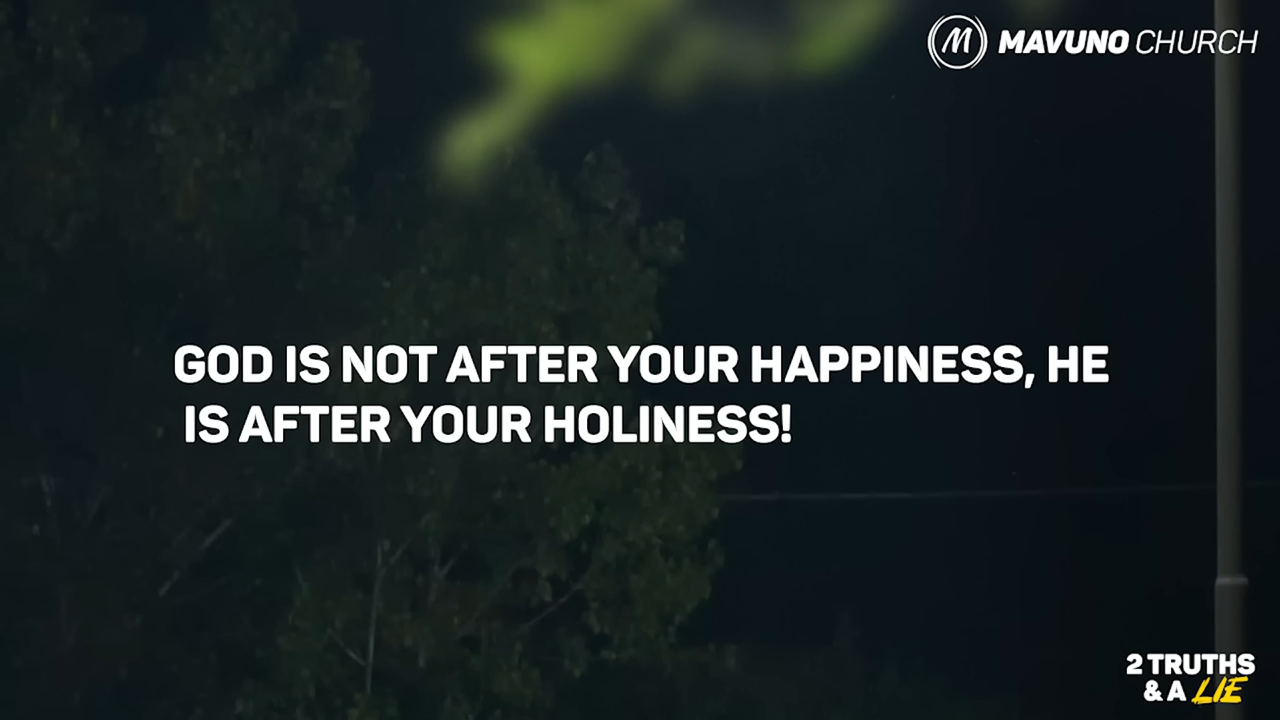 MAVUNO CHURCH
GOD IS NOT AFTER YOUR HAPPINESS, HE
IS AFTER YOUR HOLINESS!
2 TRUTHS
& A LIE